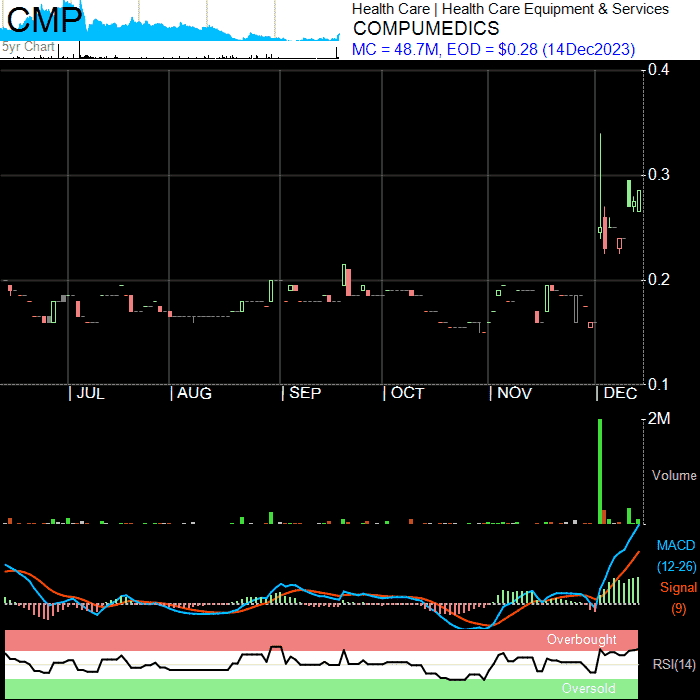 CMP
5yr Chart
Health Care | Health Care Equipment & Services
COMPUMEDICS
MC = 48.7M, EOD = $0.28 (14Dec2023)
0.4
0.3
0.2
0.1
| JUL | AUG | SEP | OCT | NOV | DEC
2M
Volume
MACD
(12-26)
Signal
(9)
Overbought
RSI(14)
Oversold